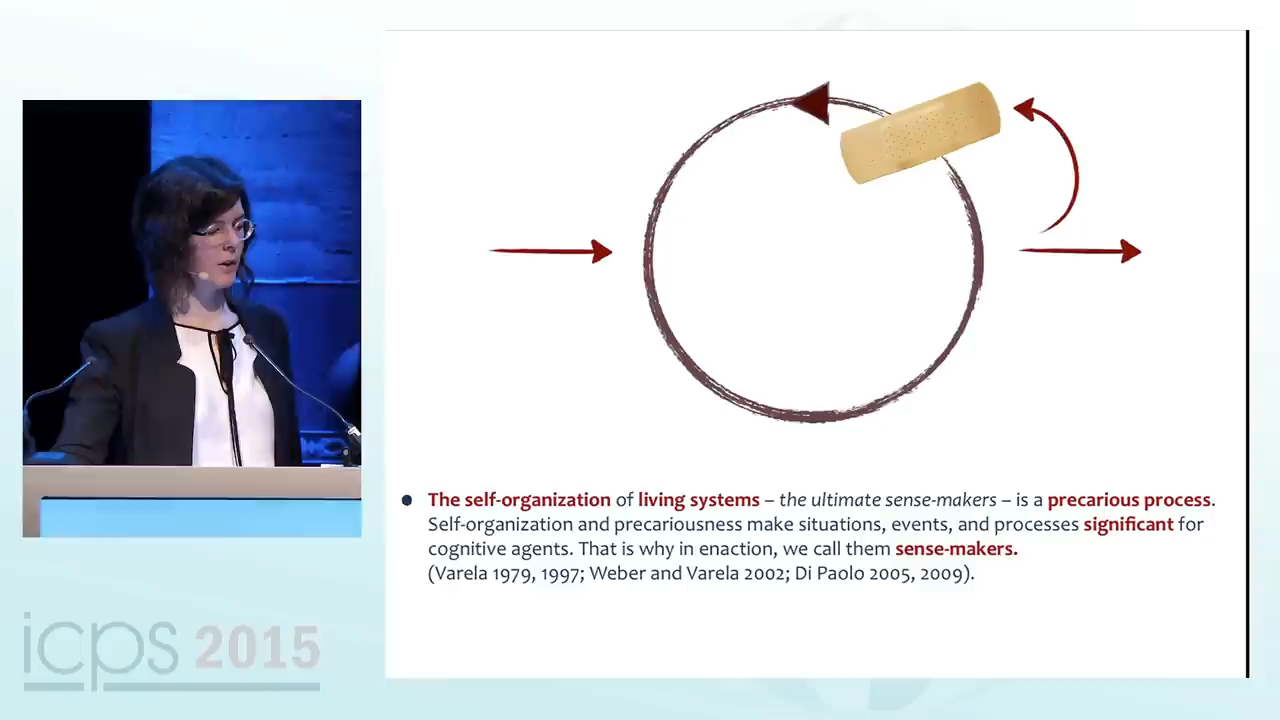 The self-organization of living systems – the ultimate sense-makers – is a precarious process.
Self-organization and precariousness make situations, events, and processes significant for
cognitive agents. That is why in enaction, we call them sense-makers.
(Varela 1979, 1997; Weber and Varela 2002; Di Paolo 2005, 2009).
icps 2015